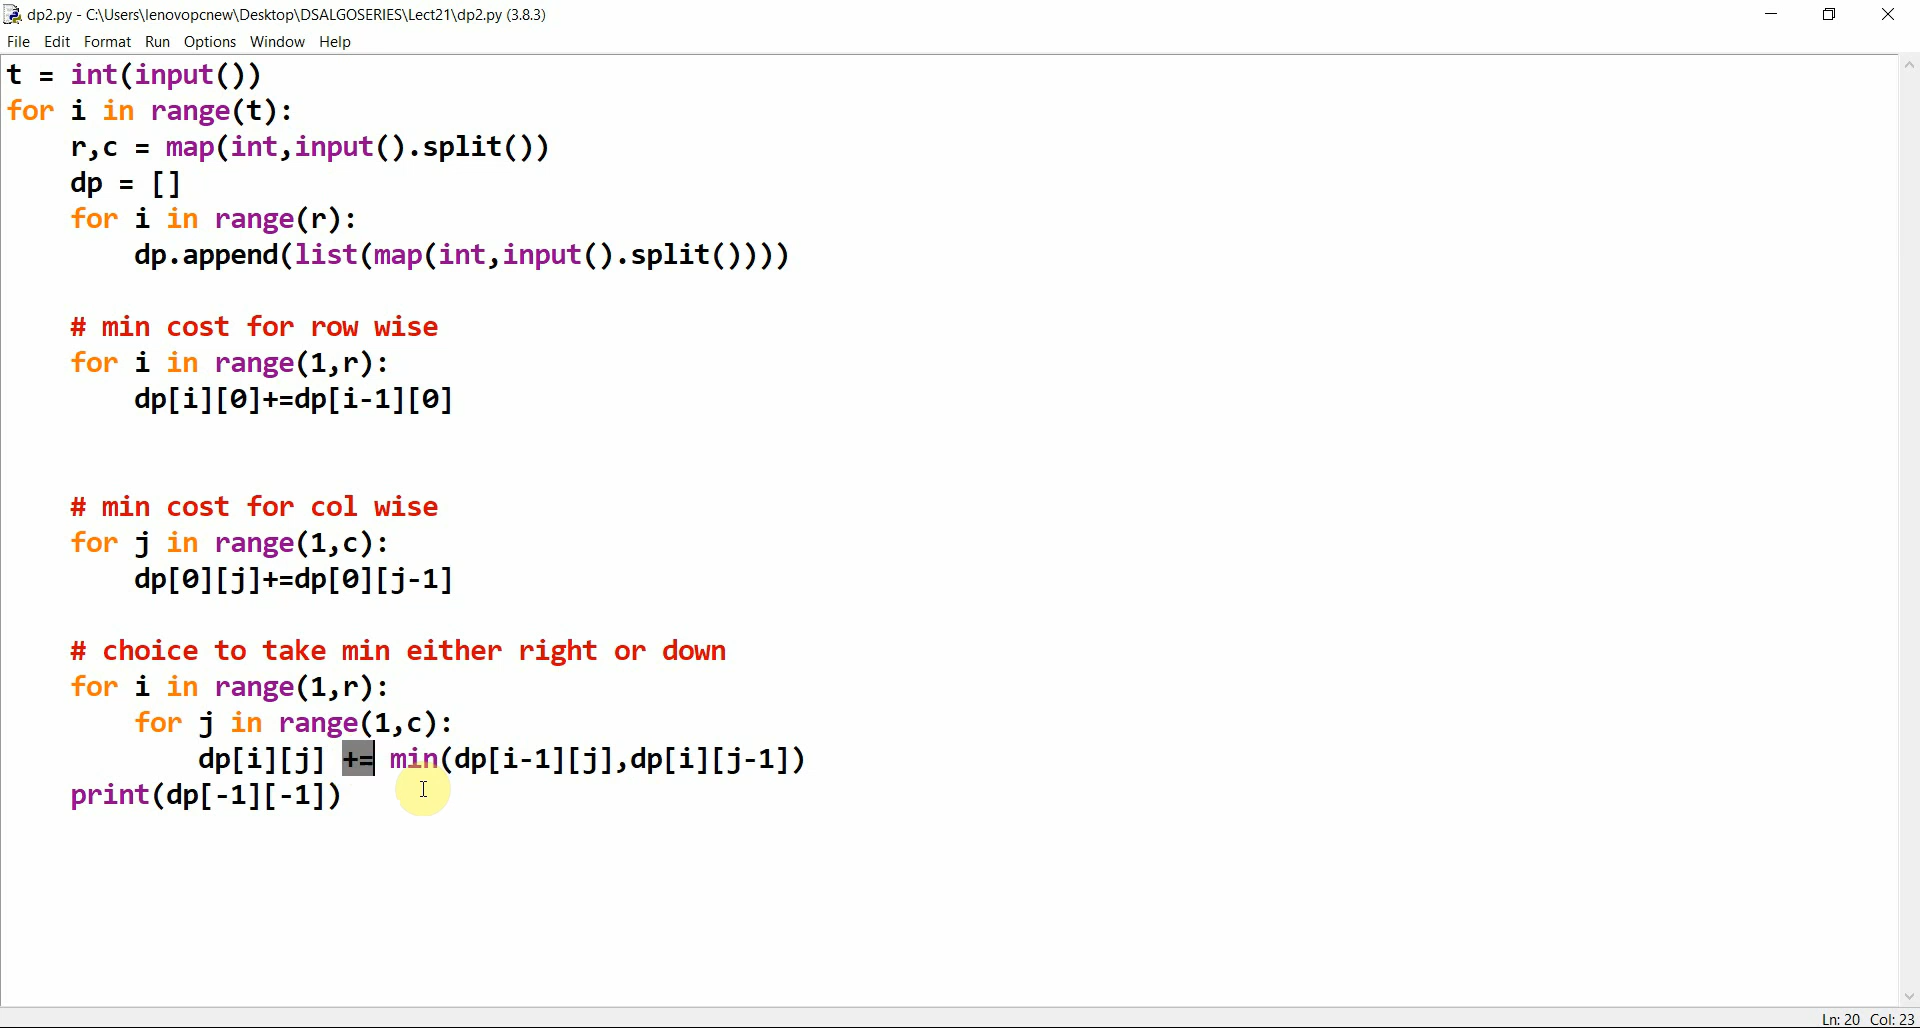 dp2.py - C:\Users\lenovopcnew\Desktop\DSALGOSERIES\Lect21\dp2.py (3.8.3)
File Edit Format Run Options Window Help
t = int(input())
for i in range(t):
    r,c = map(int,input().split())
    dp = []
    for i in range(r):
        dp.append(list(map(int,input().split())))
    # min cost for row wise
    for i in range(1,r):
        dp[i][0]+=dp[i-1][0]
    # min cost for col wise
    for j in range(1,c):
        dp[0][j]+=dp[0][j-1]
    # choice to take min either right or down
    for i in range(1,r):
        for j in range(1,c):
            dp[i][j] += min(dp[i-1][j],dp[i][j-1])
    print(dp[-1][-1])
Ln: 20 Col: 23